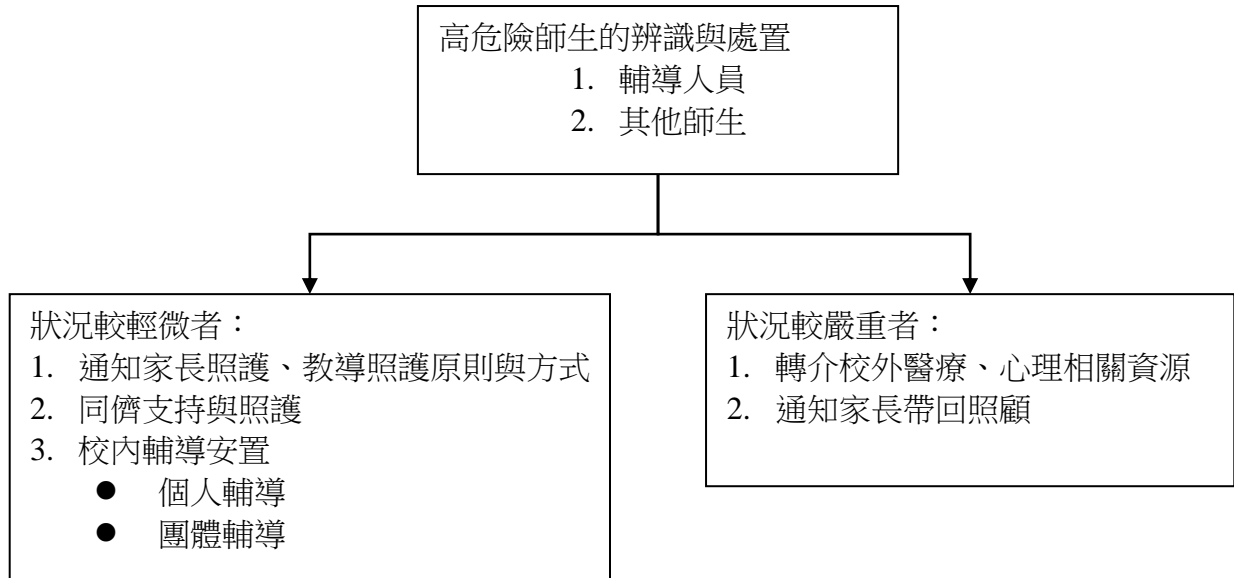 高危險師生的辨識與處置
1. 輔導人員
2. 其他師生
狀況較輕微者：
1. 通知家長照護、教導照護原則與方式
2. 同儕支持與照護
3. 校內輔導安置
● 個人輔導
● 團體輔導
狀況較嚴重者：
1. 轉介校外醫療、心理相關資源
2. 通知家長帶回照顧